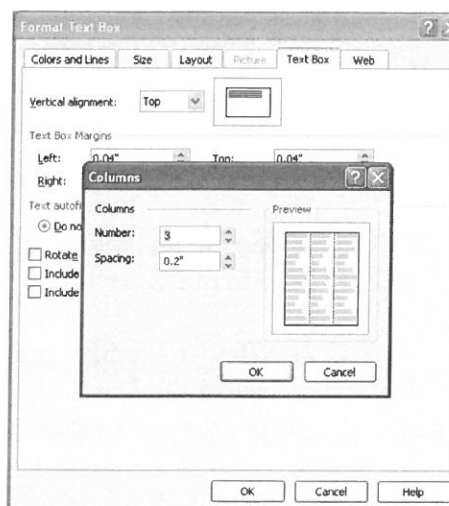 Format Text Box
Colors and Lines Size Layout Picture Text Box Web
Vertical alignment: Top
Text Box Margins
Left: 0.04" Top: 0.04"
Right:
Text autofi
Do no
Rotate
Include
Include
Columns
Columns
Number: 3
Spacing: 0.2"
Preview
OK Cancel
OK Cancel Help